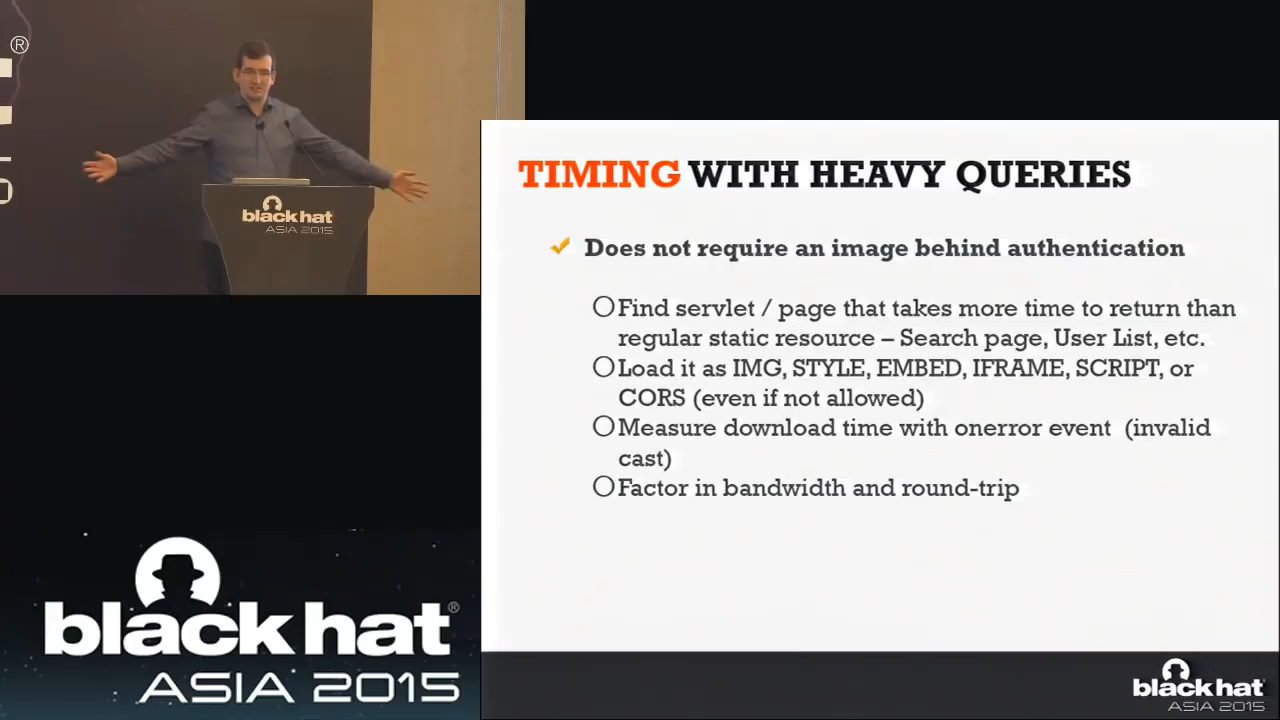 ®
black hat
ASIA 2015
TIMING WITH HEAVY QUERIES
Does not require an image behind authentication
Find servlet / page that takes more time to return than
regular static resource – Search page, User List, etc.
Load it as IMG, STYLE, EMBED, IFRAME, SCRIPT, or
CORS (even if not allowed)
Measure download time with onerror event (invalid
cast)
Factor in bandwidth and round-trip
black hat®
ASIA 2015
black hat
ASIA 2015